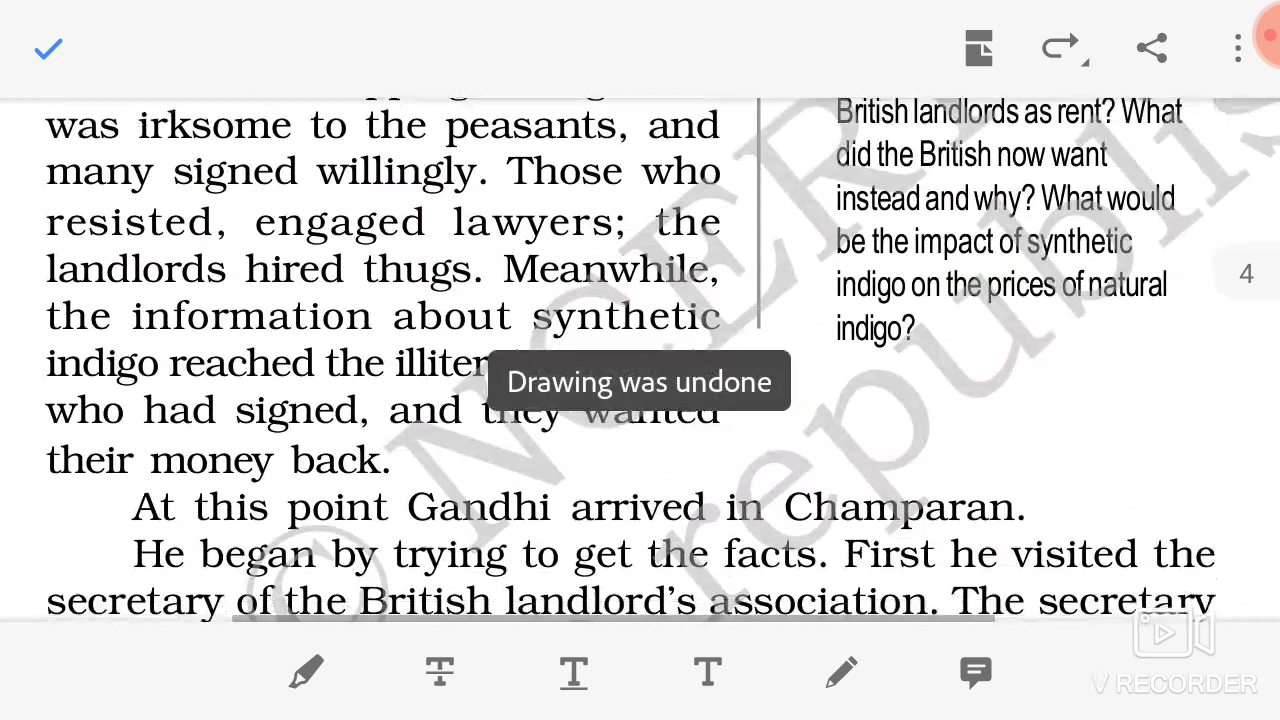 was irksome to the peasants, and
many signed willingly. Those who
resisted, engaged lawyers; the
landlords hired thugs. Meanwhile,
the information about synthetic
indigo reached the
who had signed, and they wanted
their money back.
At this point Gandhi arrived in Champaran.
He began by trying to get the facts. First he visited the
secretary of the British landlord's association. The secretary
British landlords as rent? What
did the British now want
instead and why? What would
be the impact of synthetic
indigo on the prices of natural
indigo?
4
Drawing was undone
© NCERT
republis
V RECORDER